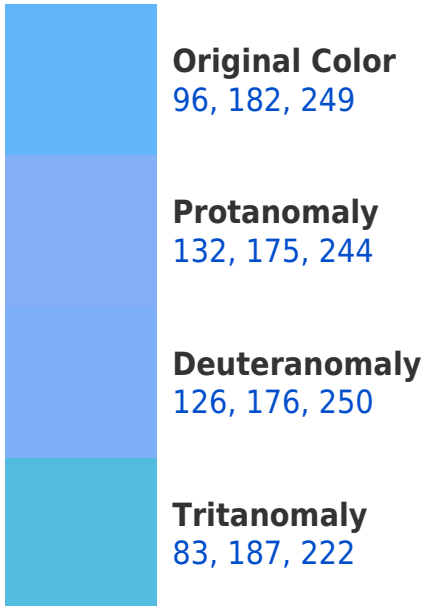 Original Color
96, 182, 249
Protanomaly
132, 175, 244
Deuteranomaly
126, 176, 250
Tritanomaly
83, 187, 222